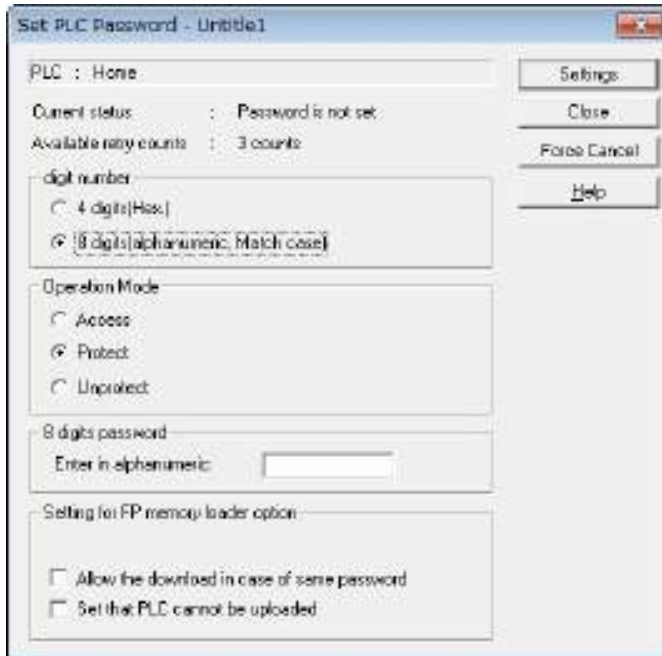 Set PLC Password - Untitle1
PLC : Home
Settings
Current status : Password is not set
Close
Available retry counts : 3 counts
Force Cancel
digit number
Help
4 digits(Hex.)
8 digits(alphanumeric, Match case)
Operation Mode
Access
Protect
Unprotect
8 digits password
Enter in alphanumeric
Setting for FP memory loader option
Allow the download in case of same password
Set that PLC cannot be uploaded